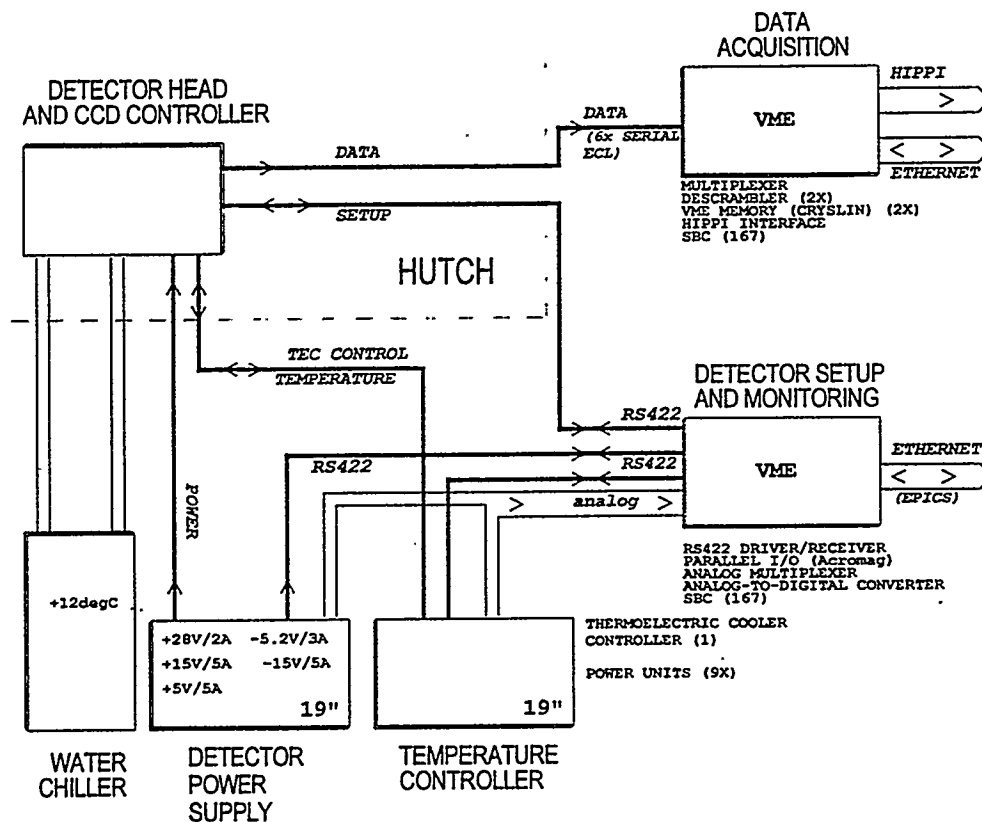 DATA
ACQUISITION
DETECTOR HEAD
AND CCD CONTROLLER
HIPPI
>
VME
DATA
(6x SERIAL
ECL)
DATA
< >
ETHERNET
SETUP
MULTIPLEXER
DESCRAMBLER (2X)
VME MEMORY (CRYSLIN) (2X)
HIPPI INTERFACE
SBC (167)
HUTCH
TEC CONTROL
TEMPERATURE
DETECTOR SETUP
AND MONITORING
RS422
RS422
RS422
VME
ETHERNET
< >
(EPICS)
POWER
> analog >
RS422 DRIVER/RECEIVER
PARALLEL I/O (Acromag)
ANALOG MULTIPLEXER
ANALOG-TO-DIGITAL CONVERTER
SBC (167)
+12degC
+28V/2A -5.2V/3A
+15V/5A -15V/5A
+5V/5A
19"
19"
THERMOELECTRIC COOLER
CONTROLLER (1)
POWER UNITS (9X)
WATER
CHILLER
DETECTOR
POWER
SUPPLY
TEMPERATURE
CONTROLLER